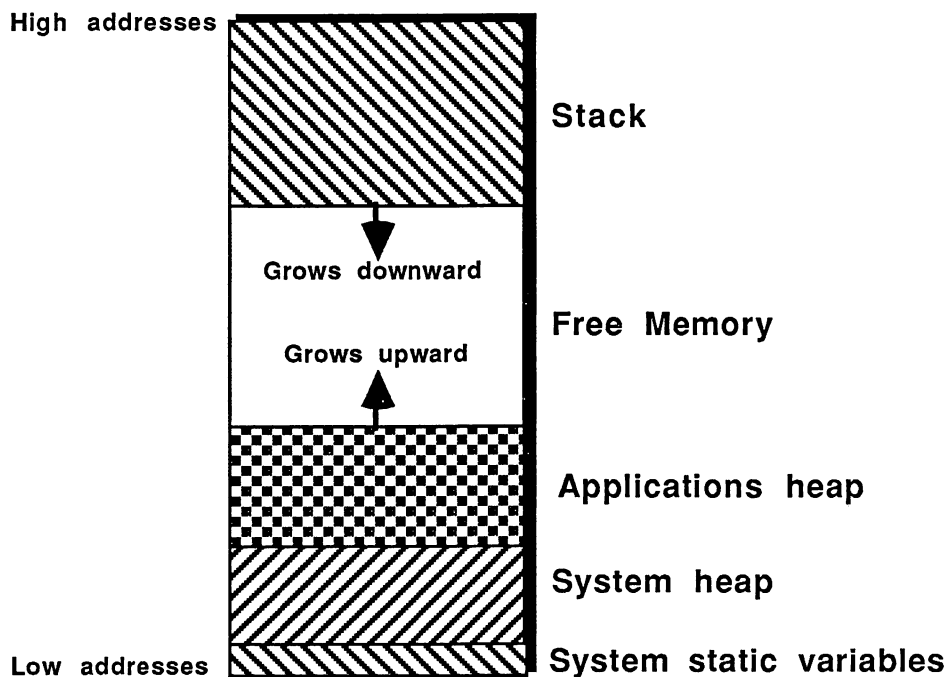 High addresses
Stack
Grows downward
Free Memory
Grows upward
Applications heap
System heap
Low addresses
System static variables